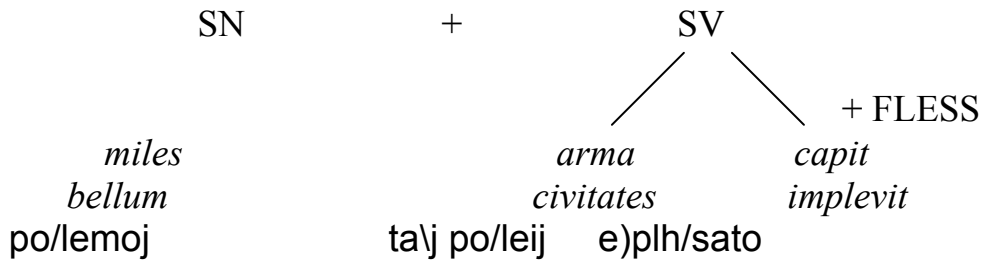 SN + SV
+ FLESS
miles arma capit
bellum civitates implevit
po/lemoj ta\j po/leij e)plh/sato